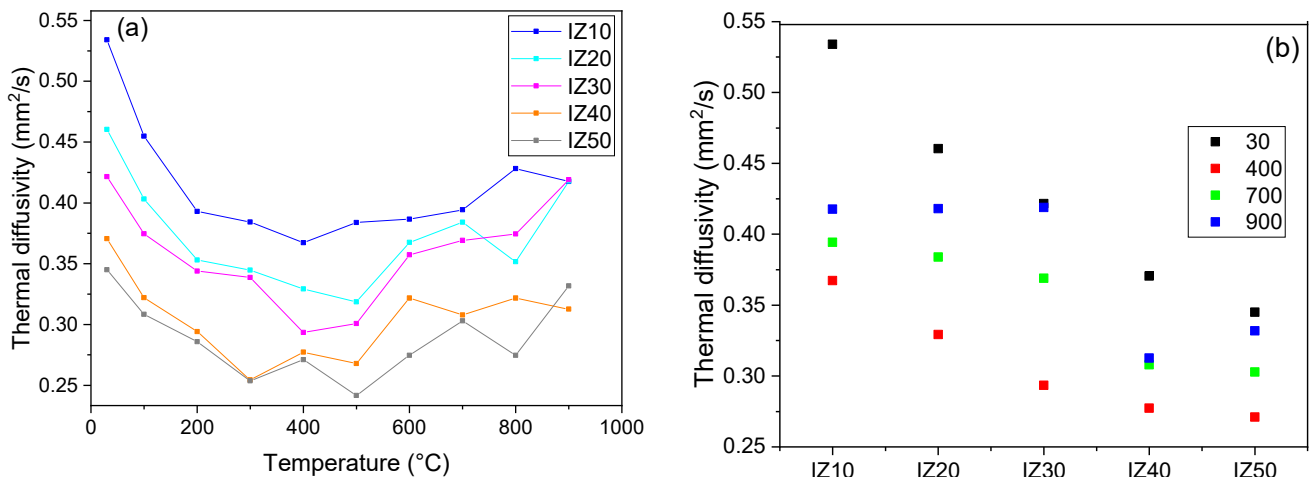 (a)
IZ10
IZ20
IZ30
IZ40
IZ50
0.55
0.50
0.45
0.40
0.35
0.30
0.25
Thermal diffusivity (mm²/s)
0
200
400
600
800
1000
Temperature (°C)
(b)
30
400
700
900
0.55
0.50
0.45
0.40
0.35
0.30
0.25
Thermal diffusivity (mm²/s)
IZ10
IZ20
IZ30
IZ40
IZ50